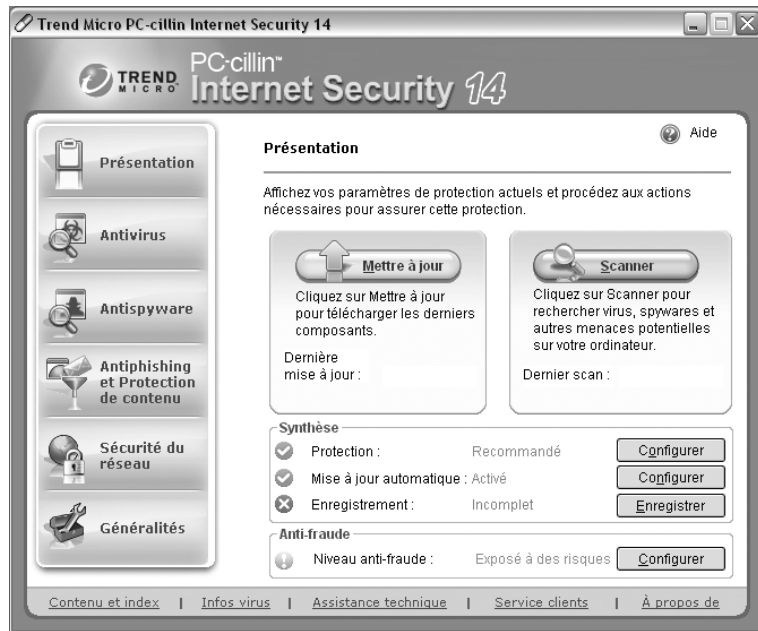 Trend Micro PC-cillin Internet Security 14
TREND MICRO
PC-cillin™
Internet Security 14
Présentation
Antivirus
Antispyware
Antiphishing
et Protection
de contenu
Sécurité du
réseau
Généralités
Présentation
Aide
Affichez vos paramètres de protection actuels et procédez aux actions
nécessaires pour assurer cette protection.
Mettre à jour
Cliquez sur Mettre à jour
pour télécharger les derniers
composants.
Dernière
mise à jour :
Scanner
Cliquez sur Scanner pour
rechercher virus, spywares et
autres menaces potentielles
sur votre ordinateur.
Dernier scan :
Synthèse
Protection : Recommandé Configurer
Mise à jour automatique : Activé Configurer
Enregistrement : Incomplet Enregistrer
Anti-fraude
Niveau anti-fraude : Exposé à des risques Configurer
Contenu et index | Infos virus | Assistance technique | Service clients | À propos de